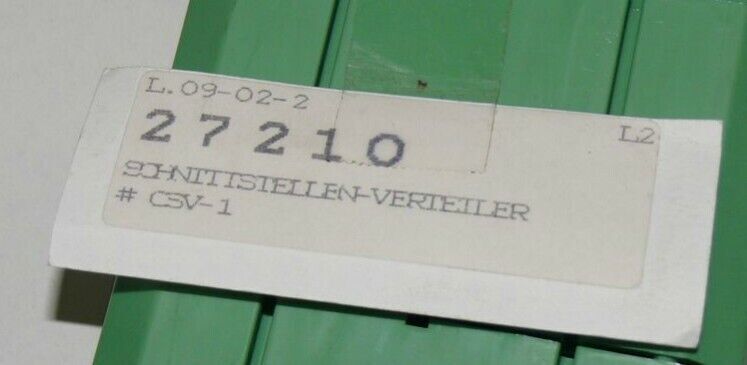 L.09-02-2
L2
27210
SCHNITTSTELLEN-VERTEILER
# CSV-1